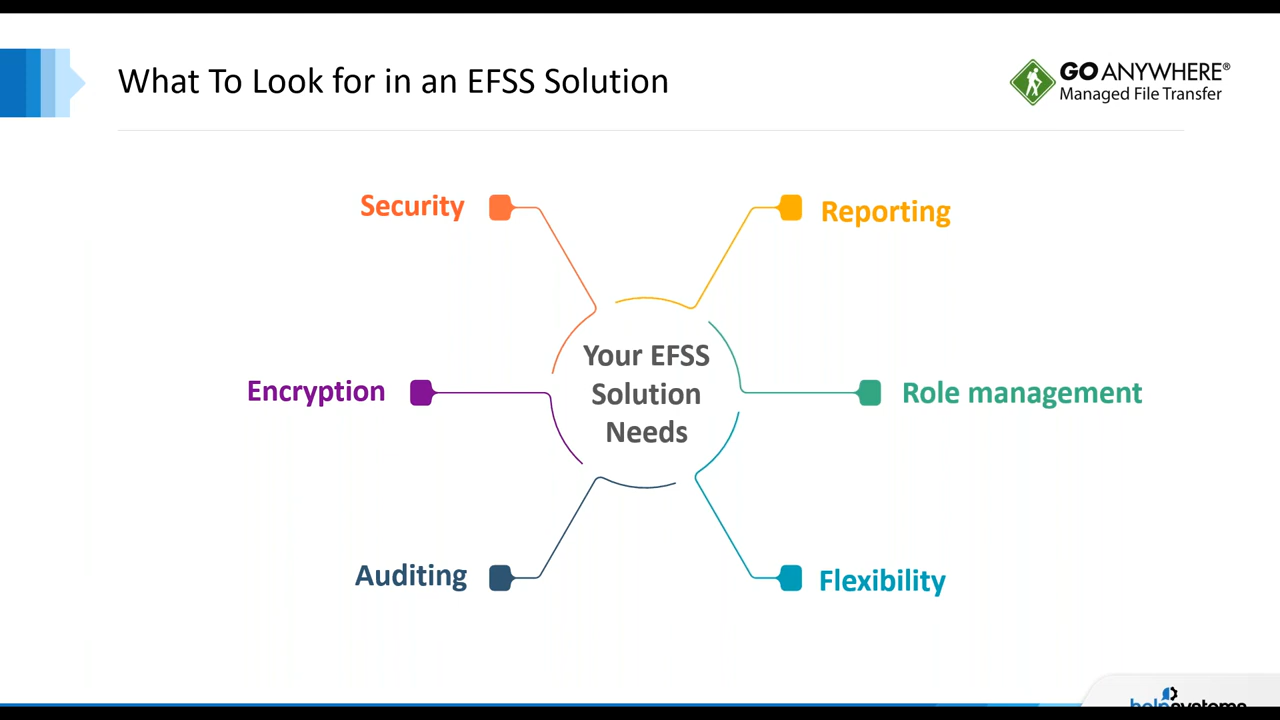 What To Look for in an EFSS Solution
GO ANYWHERE®
Managed File Transfer
Security
Reporting
Your EFSS
Solution
Needs
Encryption
Role management
Auditing
Flexibility
helpsystems